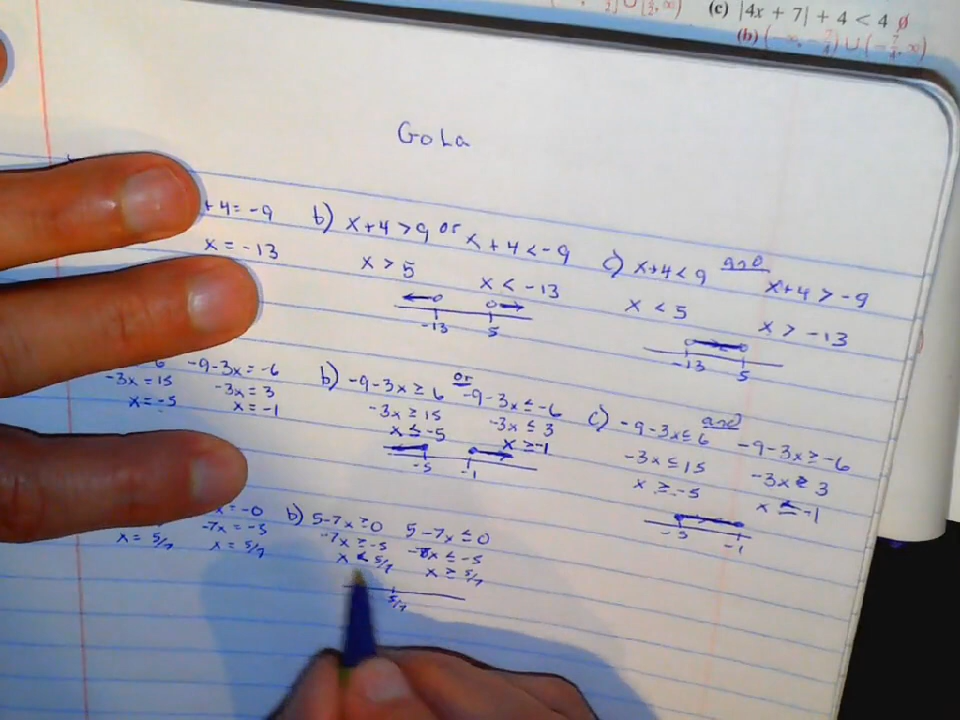 (c) |4x + 7| + 4 < 4 ∅
(b) (-∞, -7/4) ∪ (-7/4, ∞)
GoLa
+4 = -9
x = -13
b) x+4 > 9 or x+4 < -9
x > 5 x < -13
-13 5
c) x+4 < 9 and x+4 > -9
x < 5 x > -13
-13 5
6 -9-3x = -6
-3x = 15 -3x = 3
x = -5 x = -1
b) -9-3x ≥ 6 or -9-3x ≤ -6
-3x ≥ 15 -3x ≤ 3
x ≤ -5 x ≥ -1
-5 -1
c) -9-3x ≤ 6 and -9-3x ≥ -6
-3x ≤ 15 -3x ≥ 3
x ≥ -5 x ≤ -1
-5 -1
x = -0
-7x = -5
x = 5/7 x = 5/7
b) 5-7x ≥ 0 5-7x ≤ 0
-7x ≥ -5 -7x ≤ -5
x ≤ 5/7 x ≥ 5/7
5/7